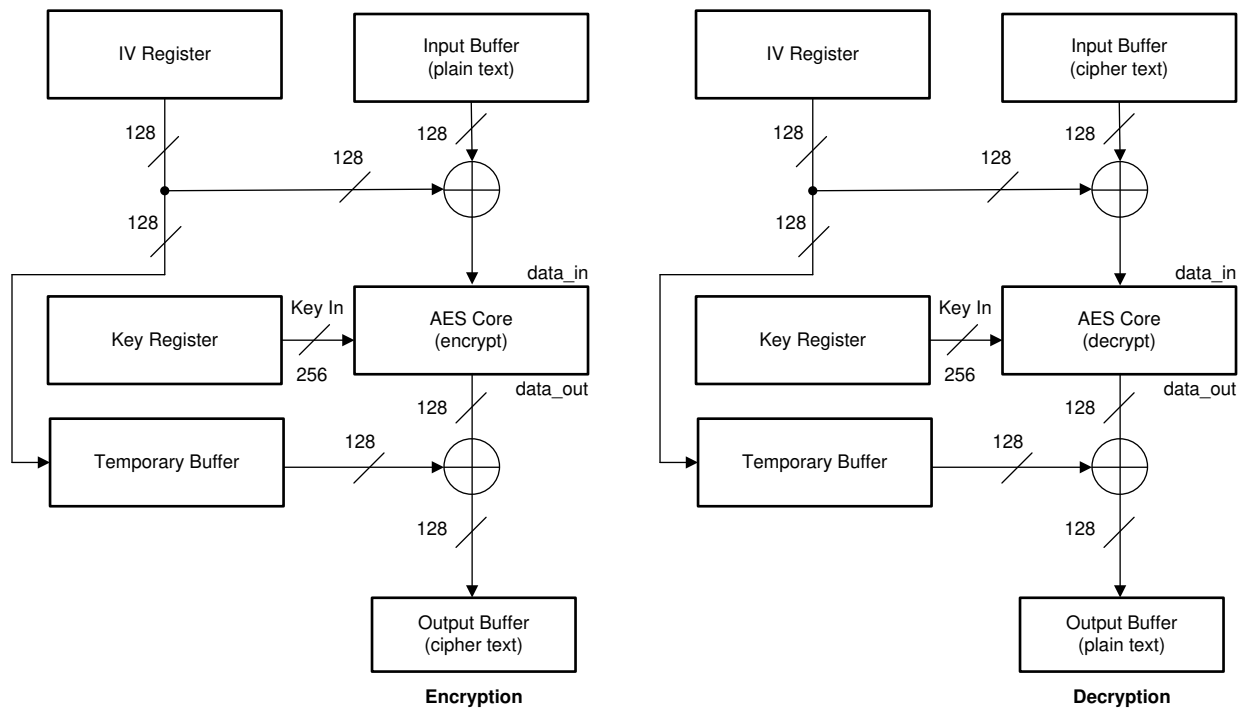 IV Register
Input Buffer
(plain text)
128
128
128
128
data_in
Key Register
Key In
256
AES Core
(encrypt)
data_out
128
Temporary Buffer
128
128
Output Buffer
(cipher text)
Encryption
IV Register
Input Buffer
(cipher text)
128
128
128
128
data_in
Key Register
Key In
256
AES Core
(decrypt)
data_out
128
Temporary Buffer
128
128
Output Buffer
(plain text)
Decryption